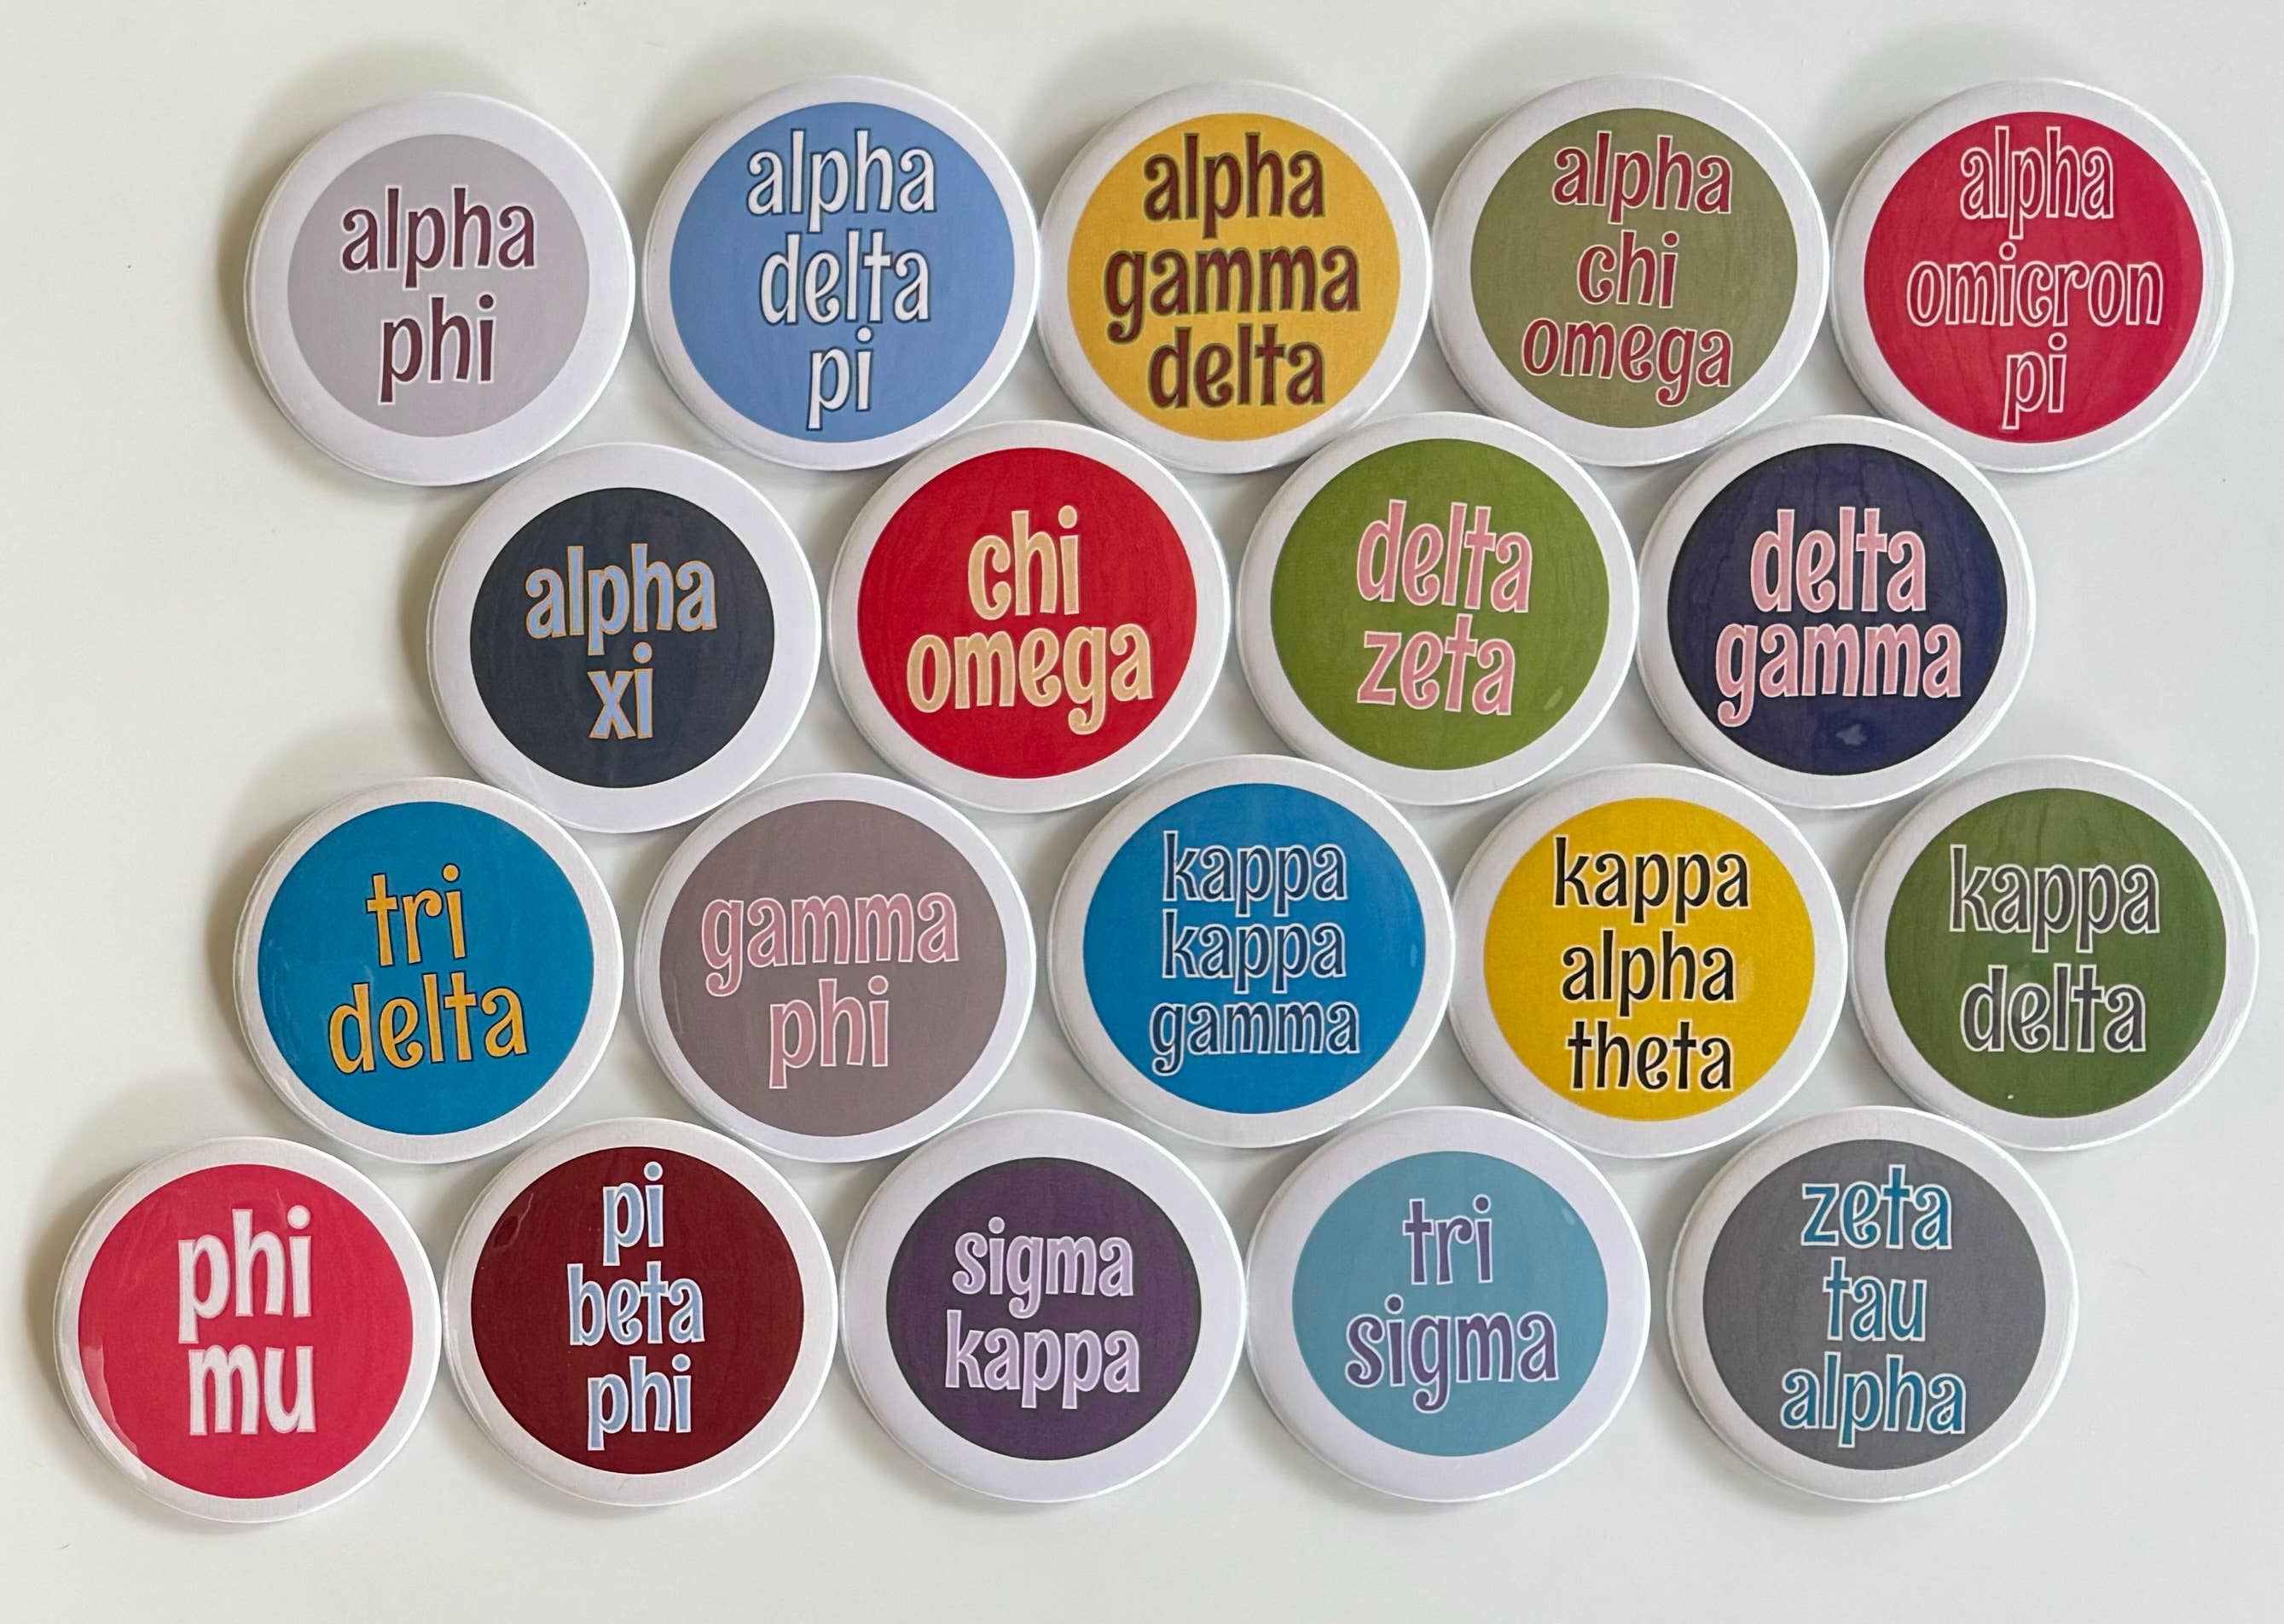 alpha
phi
alpha
delta
pi
alpha
gamma
delta
alpha
chi
omega
alpha
omicron
pi
alpha
xi
chi
omega
delta
zeta
delta
gamma
tri
delta
gamma
phi
kappa
kappa
gamma
kappa
alpha
theta
kappa
delta
phi
mu
pi
beta
phi
sigma
kappa
tri
sigma
zeta
tau
alpha